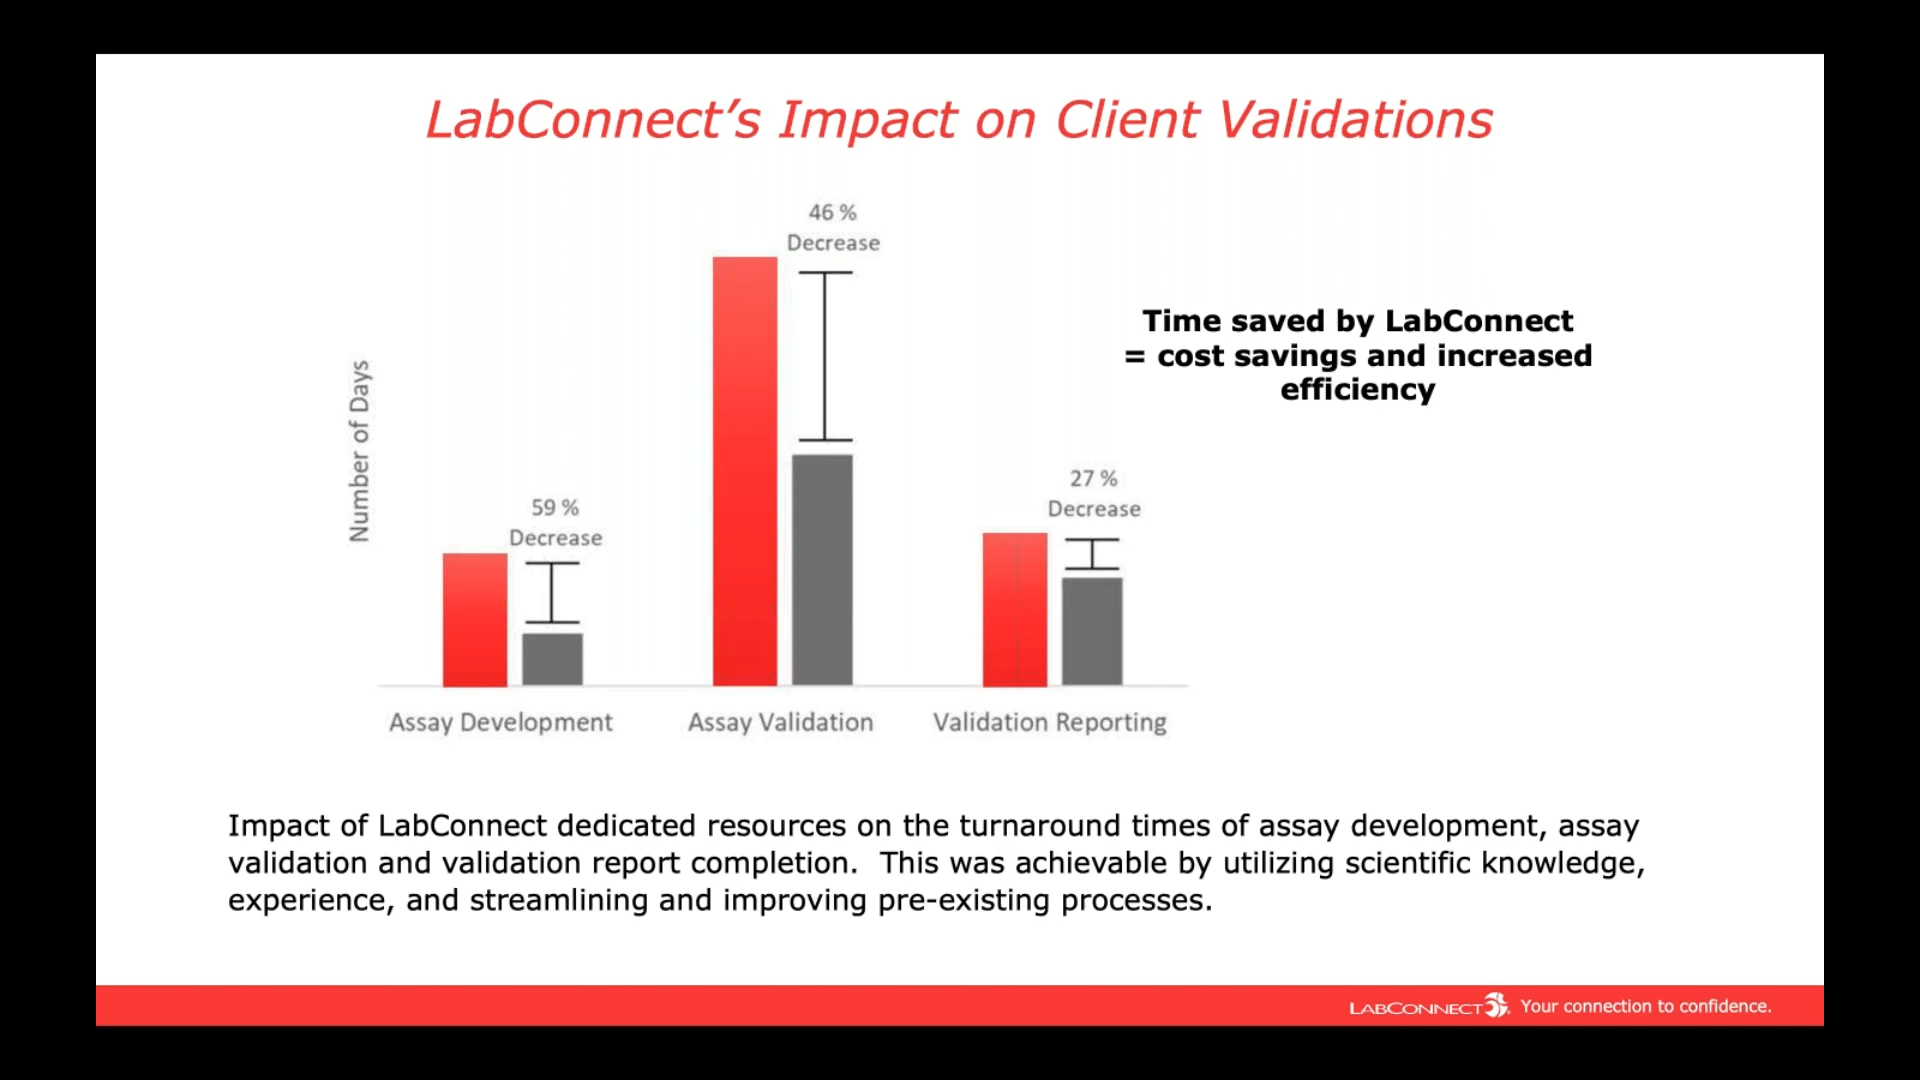 LabConnect’s Impact on Client Validations
46 %
Decrease
Time saved by LabConnect
= cost savings and increased
efficiency
Number of Days
59 %
Decrease
27 %
Decrease
Assay Development
Assay Validation
Validation Reporting
Impact of LabConnect dedicated resources on the turnaround times of assay development, assay
validation and validation report completion.  This was achievable by utilizing scientific knowledge,
experience, and streamlining and improving pre-existing processes.
LABCONNECT Your connection to confidence.